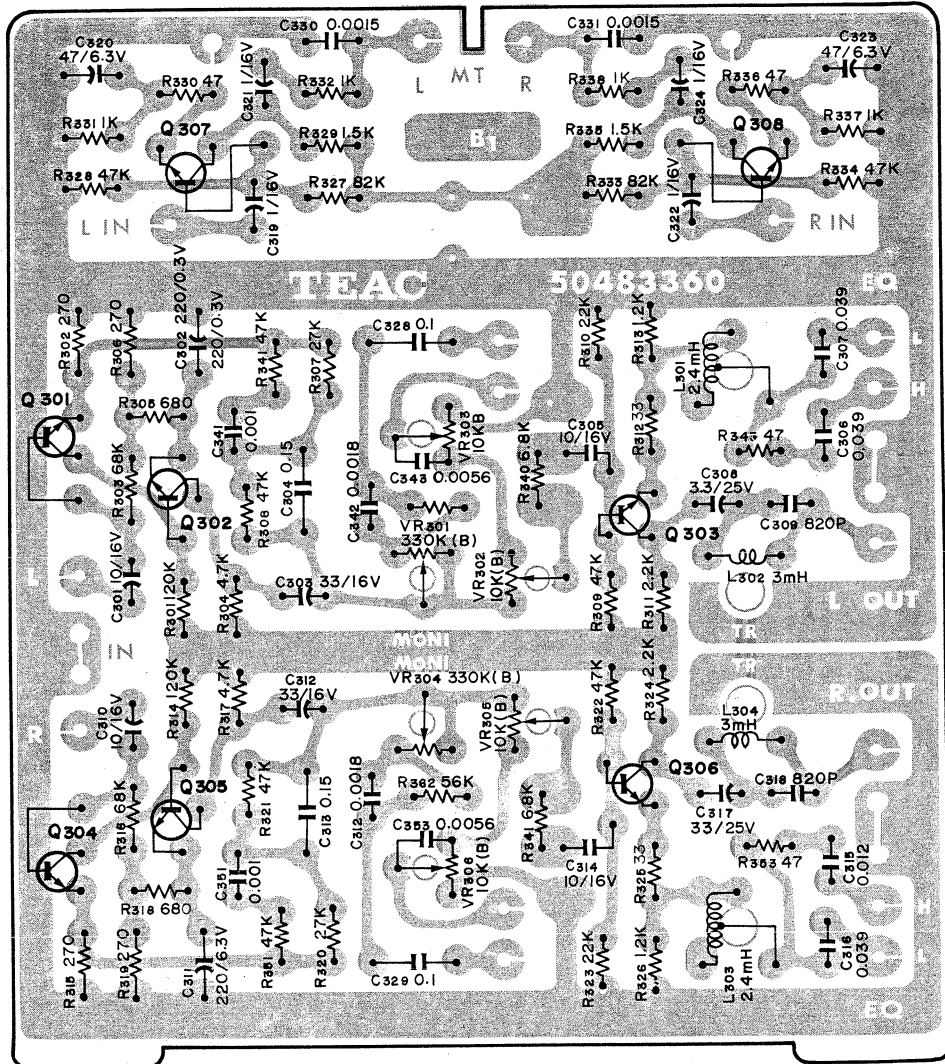 C330 0.0015
C331 0.0015
C320
47/6.3V
C323
47/6.3V
R330 47
C321 1/16V
R332 1K
L MT R
R338 1K
C324 1/16V
R336 47
R331 1K
Q307
R329 1.5K
B1
R335 1.5K
Q308
R337 1K
R328 47K
R327 82K
R333 82K
R334 47K
L IN
C319 1/16V
C322 1/16V
R IN
TEAC 50483360 EQ
R302 270
R306 270
C302 220/0.3V
220/0.3V
R341 47K
R307 27K
C328 0.1
R310 2.2K
R313 1.2K
L301
2.4mH
C307 0.039
L
Q301
R305 680
C341
0.001
VR303
10KB
C305
10/16V
R312 33
H
C306
0.039
R303 68K
C343 0.0056
R340 6.8K
R343 47
Q302
R308 47K
C304 0.15
C342 0.0018
C308
3.3/25V
VR301
330K(B)
Q303
C309 820P
L
C301 10/16V
R301 120K
R304 4.7K
C303 33/16V
VR302
10K(B)
R309 47K
R311 2.2K
L302 3mH
L OUT
TR
IN
MONI
MONI
TR
R OUT
C310
10/16V
R314 120K
R317 4.7K
C312
33/16V
VR304 330K(B)
VR305
10K(B)
R322 47K
R324 2.2K
L304
3mH
R
R316 68K
Q305
R321 47K
C313 0.15
C312 0.0018
R362 56K
Q306
C318 820P
C317
33/25V
Q304
C351
0.001
C353 0.0056
VR306
10K(B)
R341 6.8K
C314
10/16V
R325 33
R353 47
C315
0.012
R318 680
H
R315 270
R319 270
C311
220/6.3V
R351 47K
R320 27K
C329 0.1
R323 22K
R326 1.2K
L303
2.4mH
C316
0.039
L
EQ